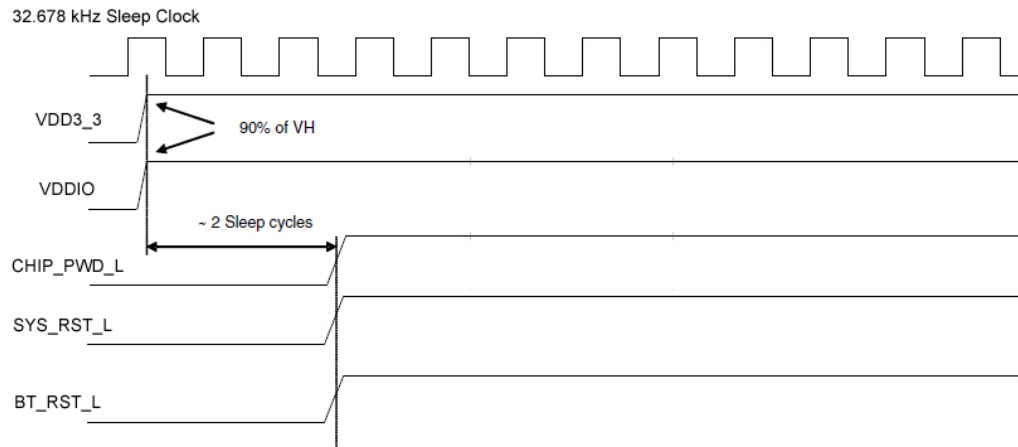 32.678 kHz Sleep Clock
VDD3_3
90% of VH
VDDIO
~ 2 Sleep cycles
CHIP_PWD_L
SYS_RST_L
BT_RST_L